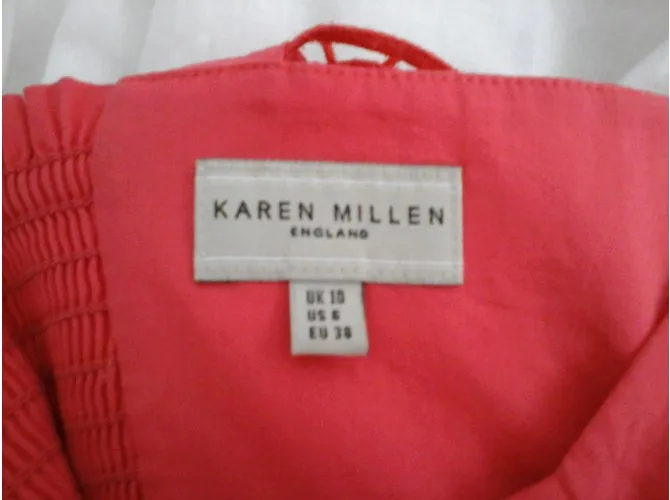 KAREN MILLEN
ENGLAND
UK 10
US 6
EU 38